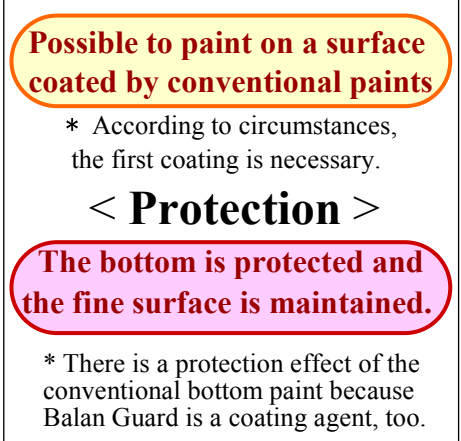 Possible to paint on a surface
coated by conventional paints
* According to circumstances,
the first coating is necessary.
< Protection >
The bottom is protected and
the fine surface is maintained.
* There is a protection effect of the
conventional bottom paint because
Balan Guard is a coating agent, too.